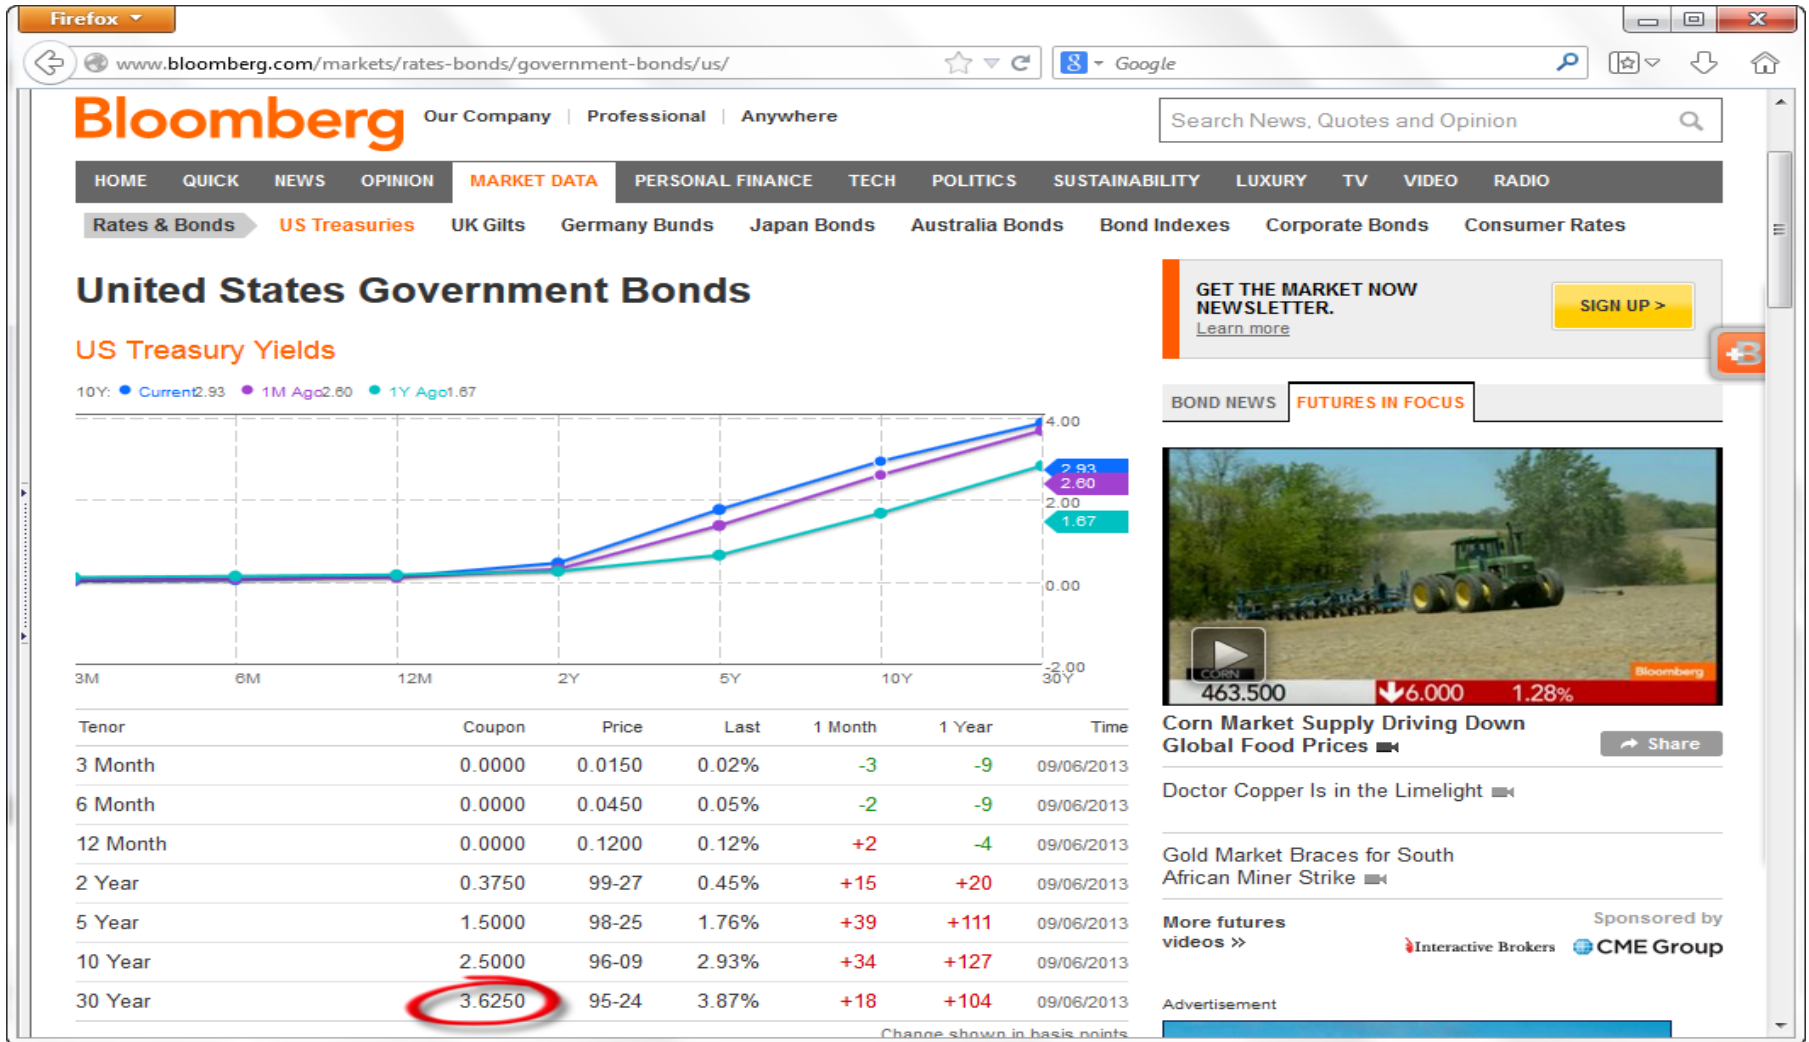 Firefox
www.bloomberg.com/markets/rates-bonds/government-bonds/us/
8 Google
Bloomberg
Our Company | Professional | Anywhere
Search News, Quotes and Opinion
HOME QUICK NEWS OPINION MARKET DATA PERSONAL FINANCE TECH POLITICS SUSTAINABILITY LUXURY TV VIDEO RADIO
Rates & Bonds US Treasuries UK Gilts Germany Bunds Japan Bonds Australia Bonds Bond Indexes Corporate Bonds Consumer Rates
United States Government Bonds
US Treasury Yields
10Y: Current2.93 1M Ago2.60 1Y Ago1.67
4.00
2.93
2.60
2.00
1.67
0.00
-2.00
3M 6M 12M 2Y 5Y 10Y 30Y
Tenor Coupon Price Last 1 Month 1 Year Time
3 Month 0.0000 0.0150 0.02% -3 -9 09/06/2013
6 Month 0.0000 0.0450 0.05% -2 -9 09/06/2013
12 Month 0.0000 0.1200 0.12% +2 -4 09/06/2013
2 Year 0.3750 99-27 0.45% +15 +20 09/06/2013
5 Year 1.5000 98-25 1.76% +39 +111 09/06/2013
10 Year 2.5000 96-09 2.93% +34 +127 09/06/2013
30 Year 3.6250 95-24 3.87% +18 +104 09/06/2013
Change shown in basis points
GET THE MARKET NOW
NEWSLETTER.
Learn more
SIGN UP >
+B
BOND NEWS FUTURES IN FOCUS
Bloomberg
CORN
463.500 6.000 1.28%
Corn Market Supply Driving Down
Global Food Prices
Share
Doctor Copper Is in the Limelight
Gold Market Braces for South
African Miner Strike
More futures
videos »
Sponsored by
Interactive Brokers CME Group
Advertisement